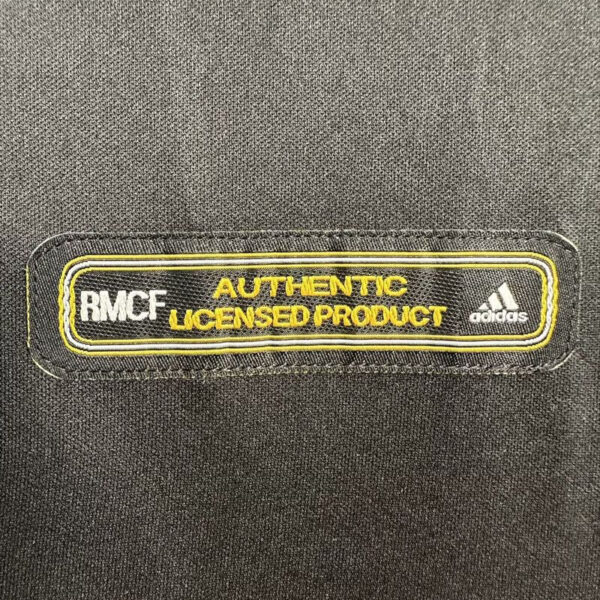 RMCF
AUTHENTIC
LICENSED PRODUCT
adidas